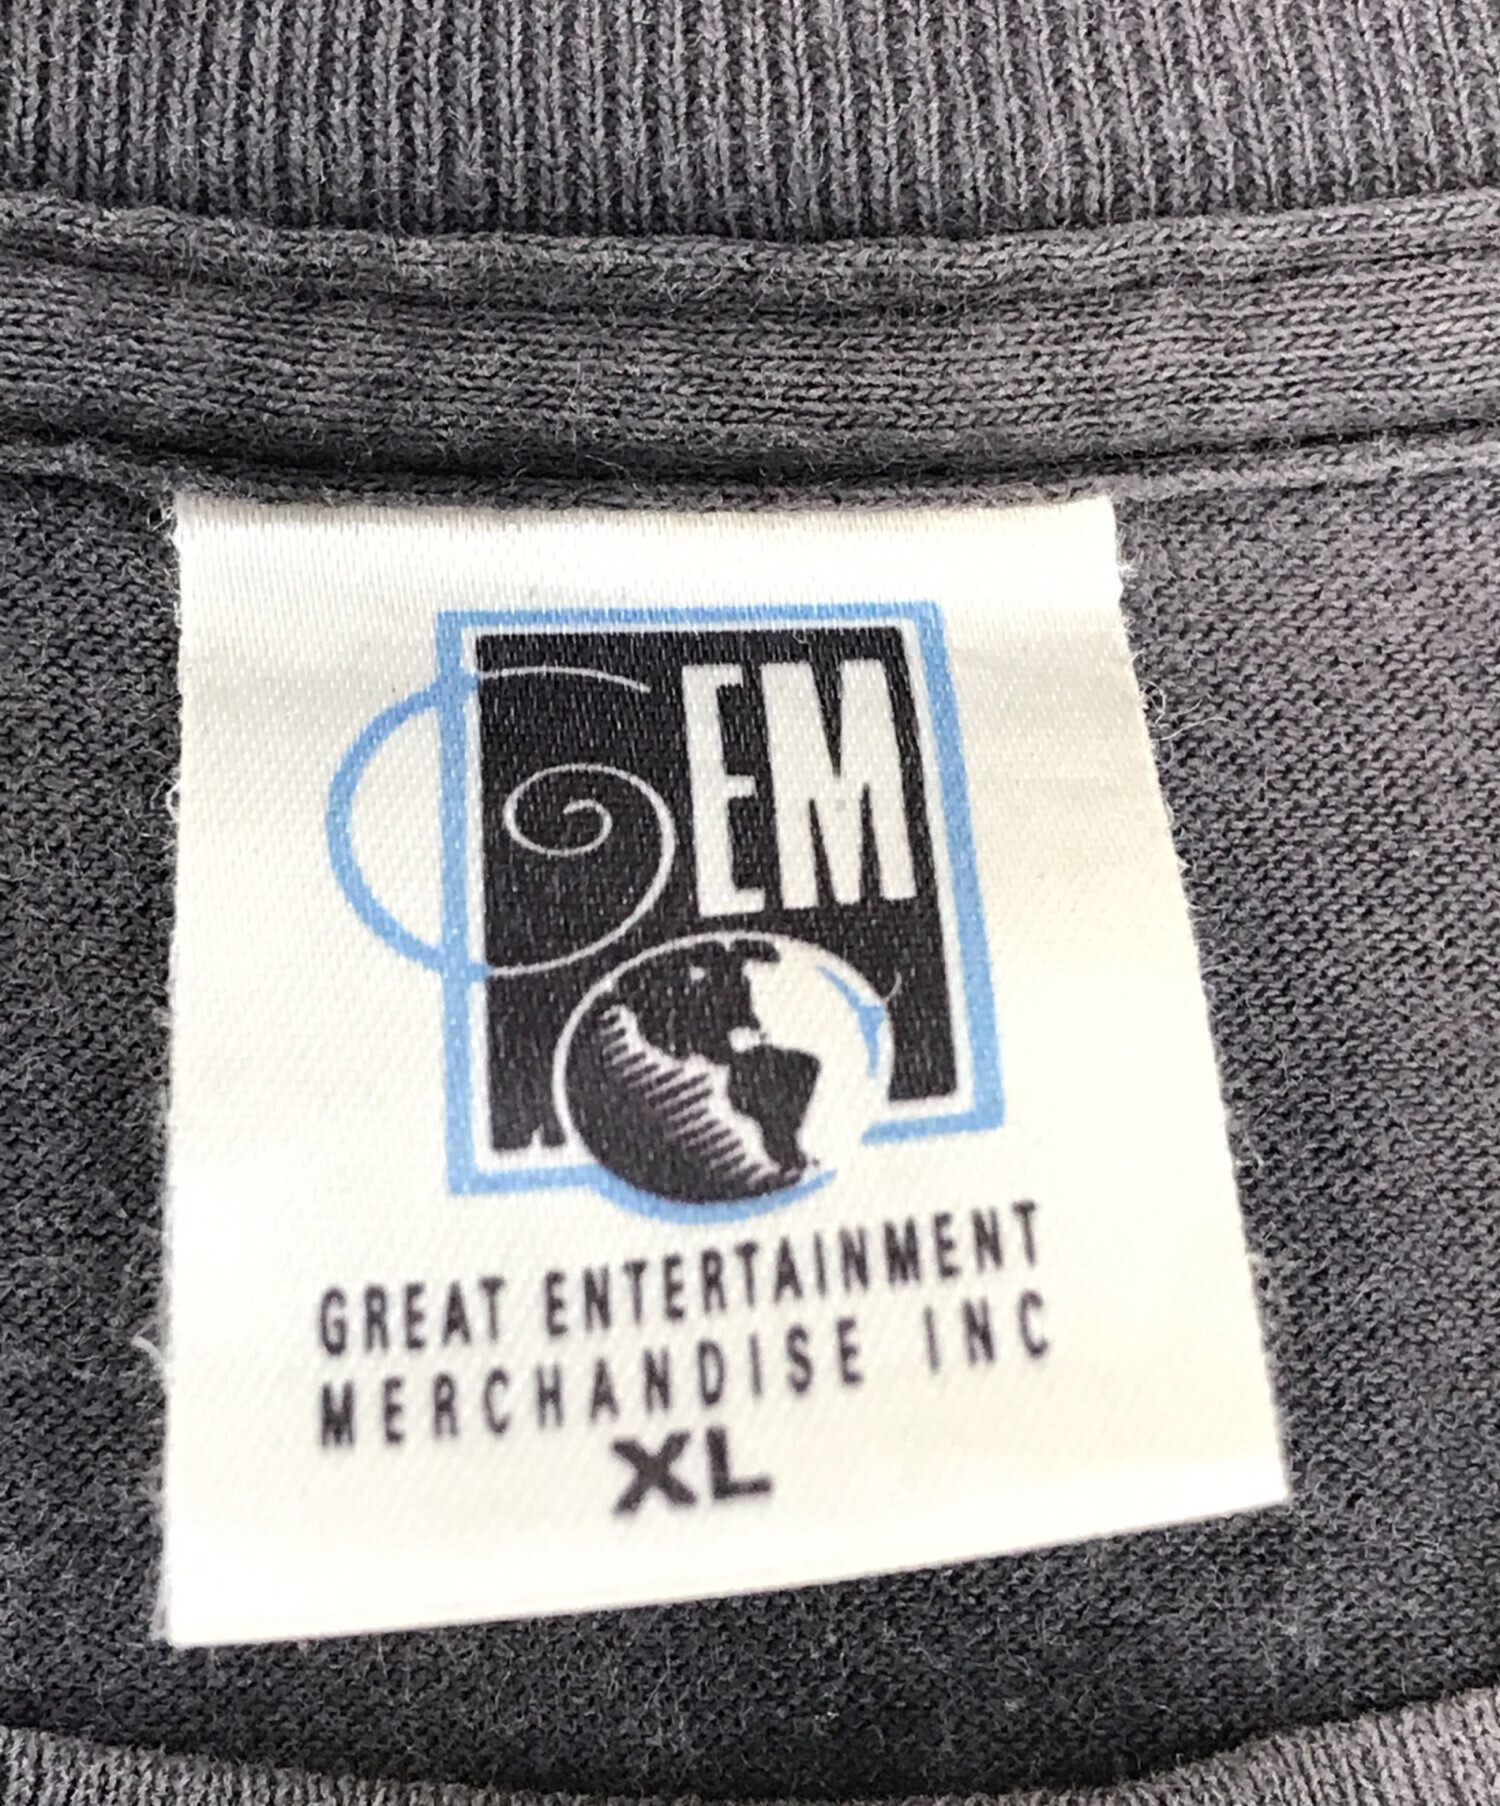 GEM
GREAT ENTERTAINMENT
MERCHANDISE INC
XL